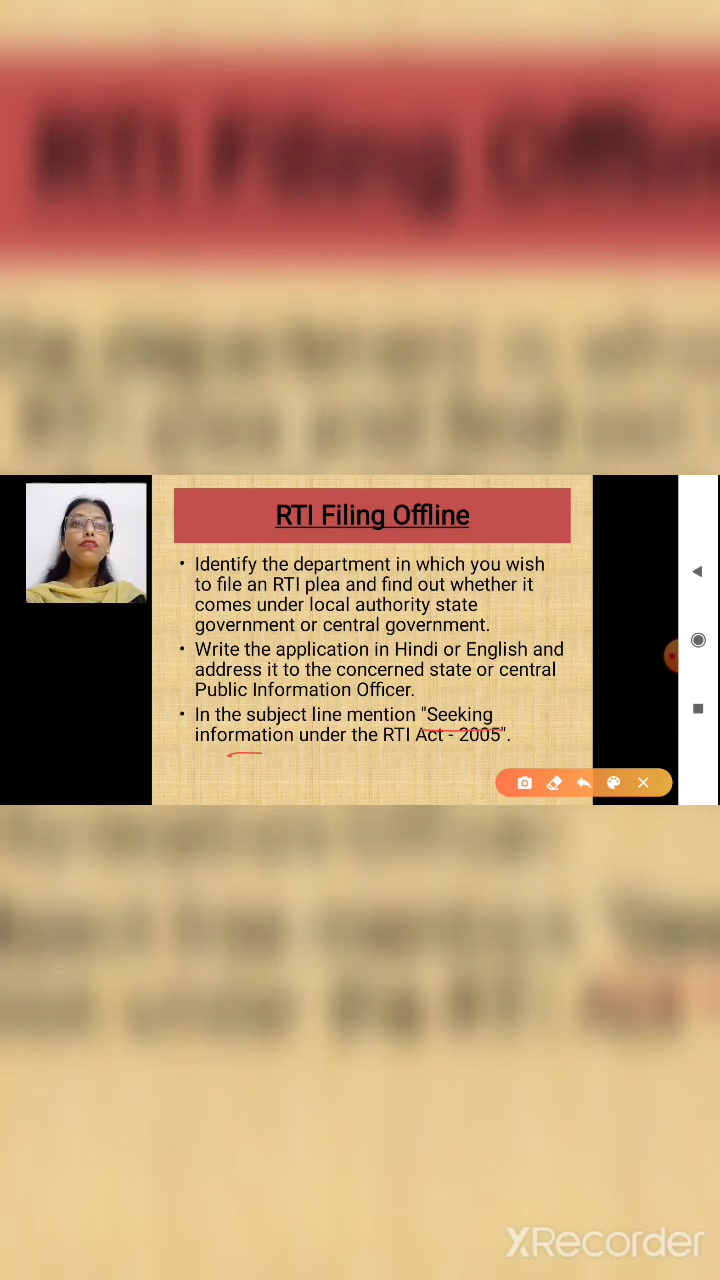 RTI Filing Offline
• Identify the department in which you wish
to file an RTI plea and find out whether it
comes under local authority state
government or central government.
• Write the application in Hindi or English and
address it to the concerned state or central
Public Information Officer.
• In the subject line mention "Seeking
information under the RTI Act - 2005".
XRecorder